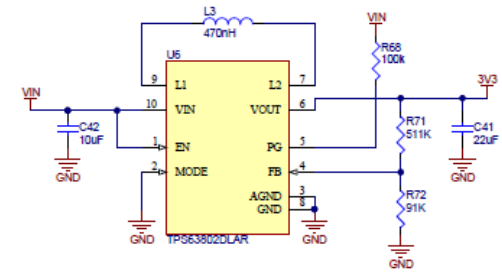 L3
470nH
U6
VIN
R68
100k
9 L1
L2 7
VIN
10 VIN
VOUT 6
3V3
C42
10uF
R71
511K
C41
22uF
1 EN
PG 5
2 MODE
FB 4
GND
GND
R72
91K
AGND 3
GND 8
GND
GND
TPS63802DLAR
GND